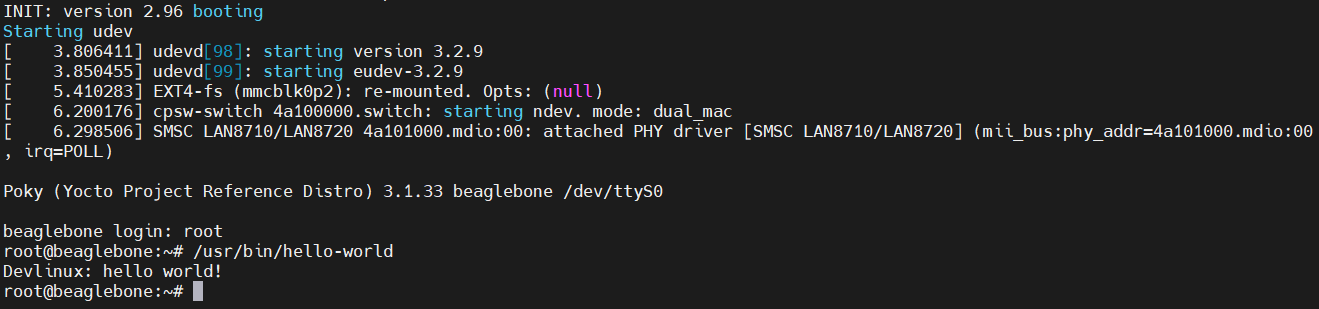 INIT: version 2.96 booting
Starting udev
[    3.806411] udevd[98]: starting version 3.2.9
[    3.850455] udevd[99]: starting eudev-3.2.9
[    5.410283] EXT4-fs (mmcblk0p2): re-mounted. Opts: (null)
[    6.200176] cpsw-switch 4a100000.switch: starting ndev. mode: dual_mac
[    6.298506] SMSC LAN8710/LAN8720 4a101000.mdio:00: attached PHY driver [SMSC LAN8710/LAN8720] (mii_bus:phy_addr=4a101000.mdio:00
, irq=POLL)
Poky (Yocto Project Reference Distro) 3.1.33 beaglebone /dev/ttyS0
beaglebone login: root
root@beaglebone:~# /usr/bin/hello-world
Devlinux: hello world!
root@beaglebone:~#